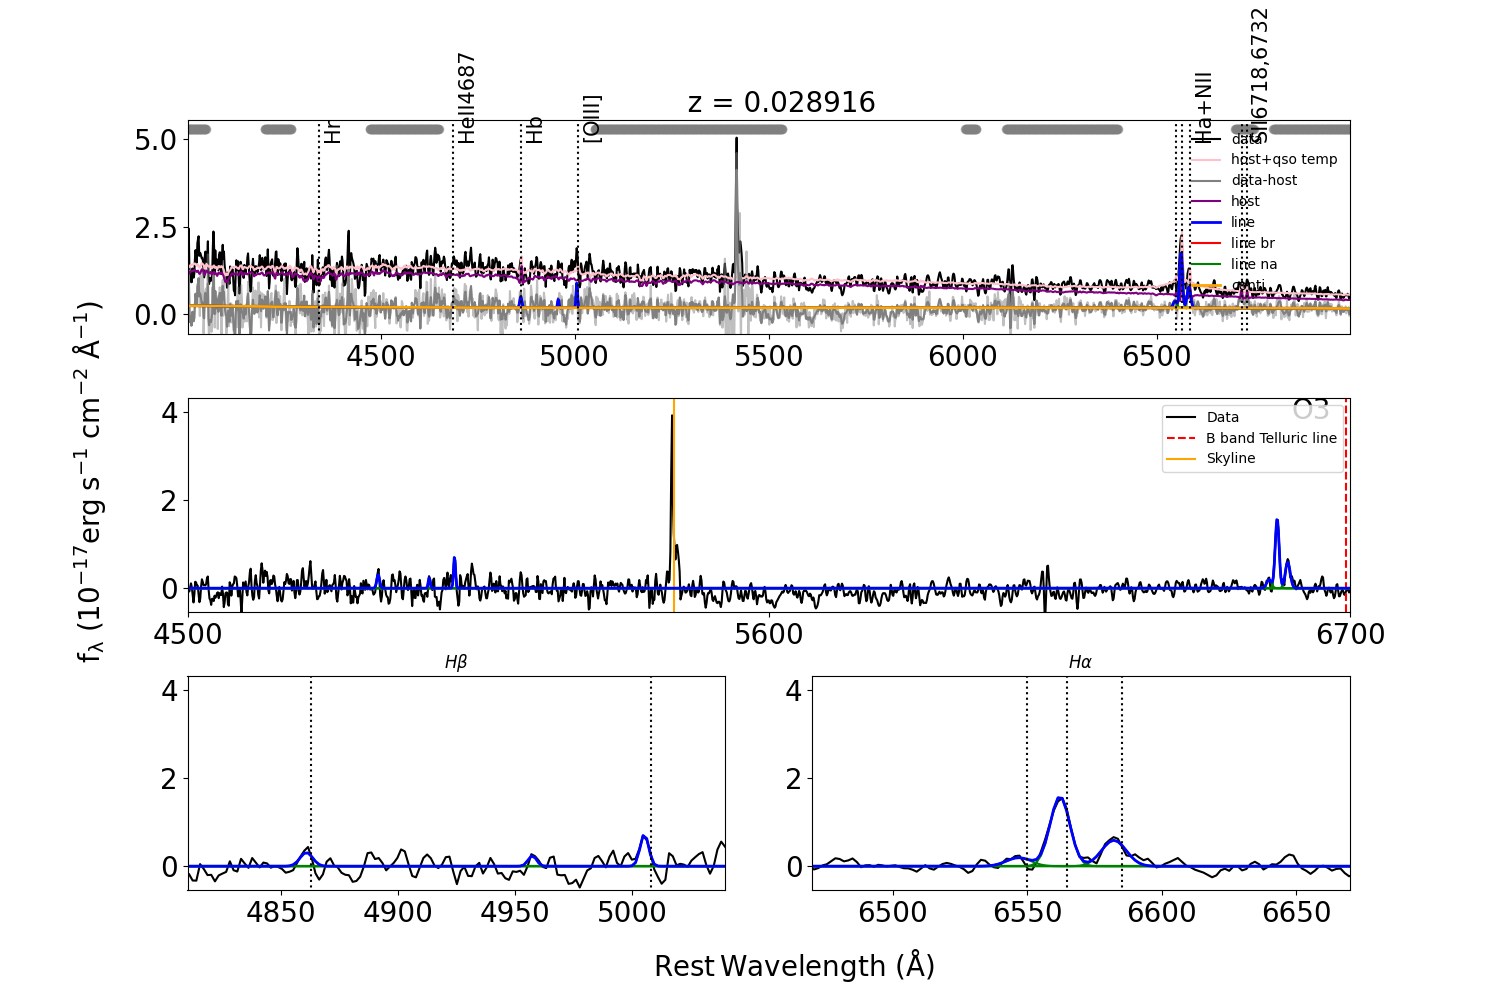 z = 0.028916
Hr
HeII4687
Hb
[OIII]
Ha+NII
SII6718,6732
data
host+qso temp
data-host
host
line
line br
line na
conti
5.0
2.5
0.0
4500 5000 5500 6000 6500
O3
Data
B band Telluric line
Skyline
4
2
0
4500 5600 6700
fλ (10⁻¹⁷erg s⁻¹ cm⁻² Å⁻¹)
Hβ
4
2
0
4850 4900 4950 5000
Hα
4
2
0
6500 6550 6600 6650
Rest Wavelength (Å)